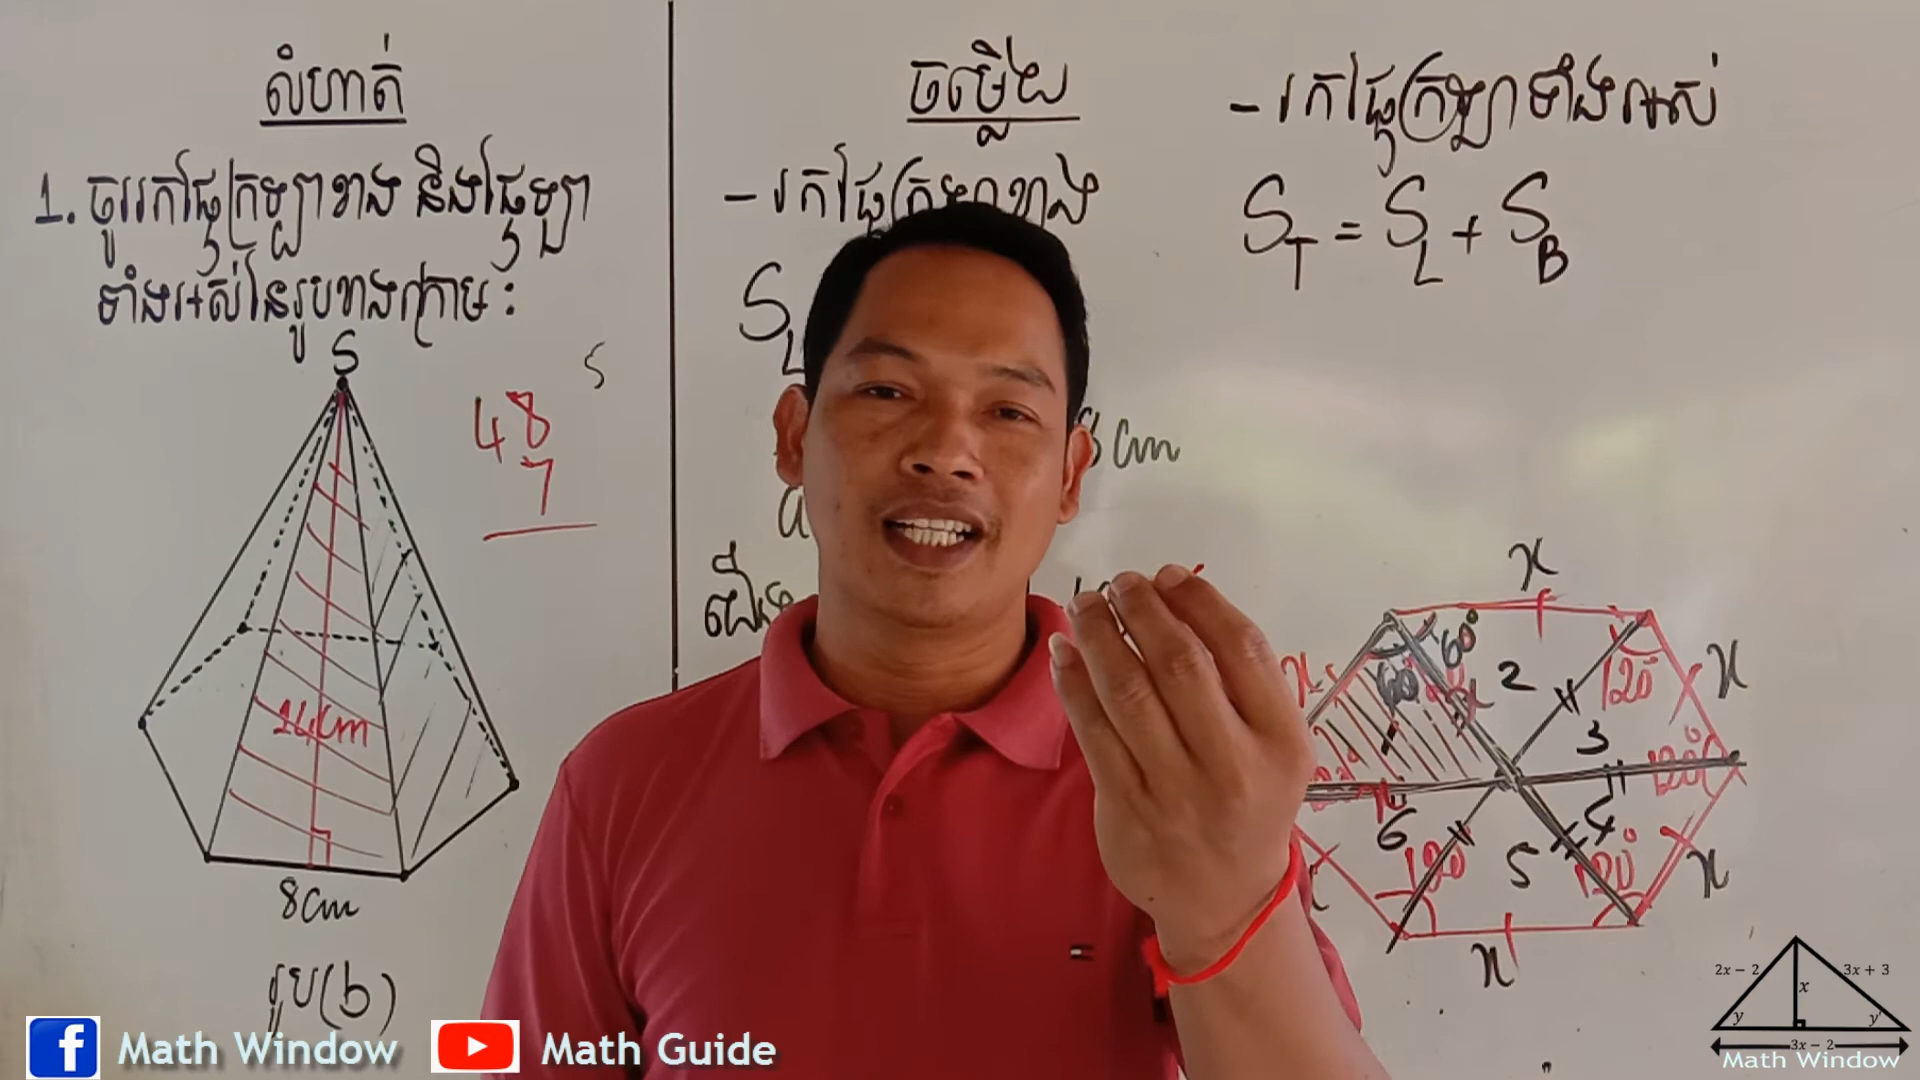 លំហាត់
1. ចូររកផ្ទៃក្រឡាខាង និងផ្ទៃឡា
ទាំងអស់នៃរូបខាងក្រោម :
S
48
7
S
14cm
8cm
រូប(b)
ចម្លើយ
- រកផ្ទៃក្រឡាខាង
S_L
8 cm
a
- រកផ្ទៃក្រឡាទាំងអស់
S_T = S_L + S_B
x
60°
60°
2
120°
x
x
x
3
120°
6
4
120°
5
120°
x
x
2x − 2
3x + 3
x
y
y
3x − 2
Math Window
Math Window
Math Guide